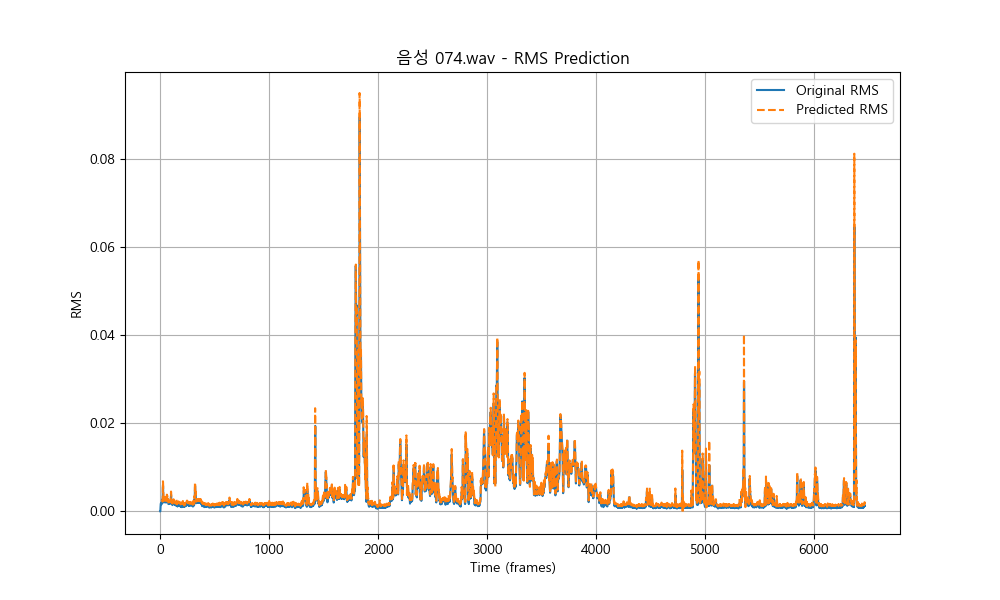 음성 074.wav - RMS Prediction
Original RMS
Predicted RMS
0.08
0.06
0.04
0.02
0.00
RMS
0 1000 2000 3000 4000 5000 6000
Time (frames)